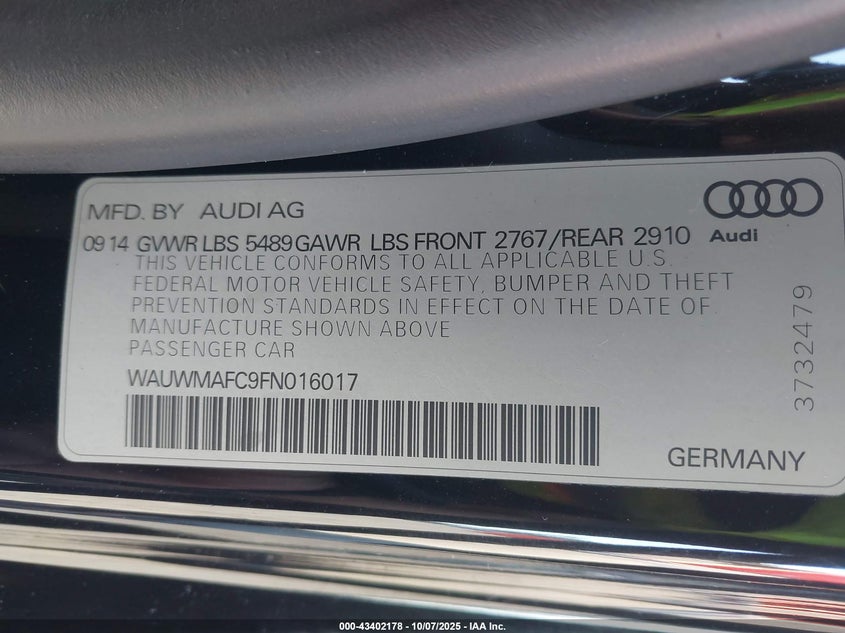 MFD. BY AUDI AG
09 14 GVWR LBS 5489 GAWR LBS FRONT 2767/REAR 2910
Audi
THIS VEHICLE CONFORMS TO ALL APPLICABLE U.S.
FEDERAL MOTOR VEHICLE SAFETY, BUMPER AND THEFT
PREVENTION STANDARDS IN EFFECT ON THE DATE OF
MANUFACTURE SHOWN ABOVE
PASSENGER CAR
WAUWMAFC9FN016017
3732479
GERMANY
000-43402178 - 10/07/2025 - IAA Inc.